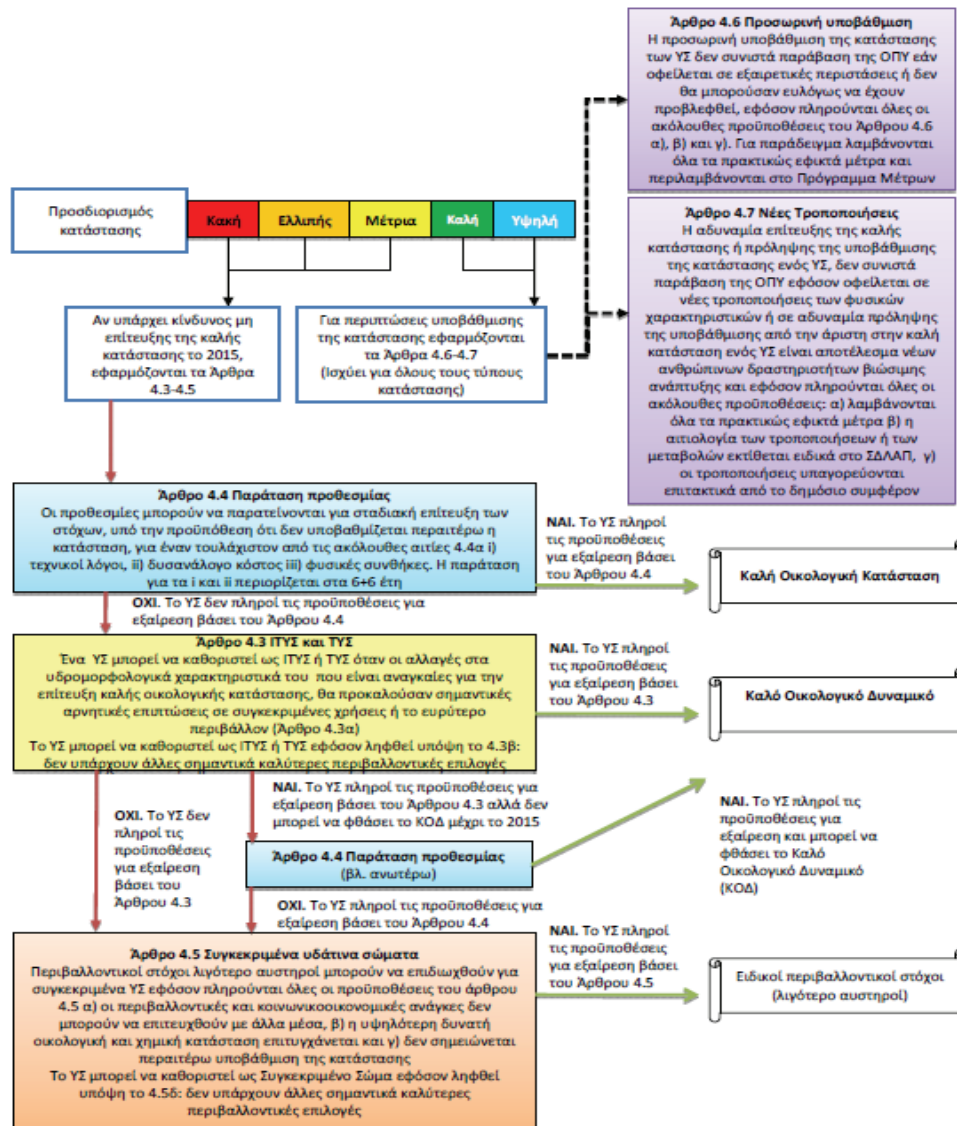 Άρθρο 4.6 Προσωρινή υποβάθμιση
Η προσωρινή υποβάθμιση της κατάστασης
των ΥΣ δεν συνιστά παράβαση της ΟΠΥ εάν
οφείλεται σε εξαιρετικές περιστάσεις ή δεν
θα μπορούσαν ευλόγως να έχουν
προβλεφθεί, εφόσον πληρούνται όλες οι
ακόλουθες προϋποθέσεις του Άρθρου 4.6
α), β) και γ). Για παράδειγμα λαμβάνονται
όλα τα πρακτικώς εφικτά μέτρα και
περιλαμβάνονται στο Πρόγραμμα Μέτρων
Προσδιορισμός
κατάστασης
Κακή
Ελλιπής
Μέτρια
Καλή
Υψηλή
Άρθρο 4.7 Νέες Τροποποιήσεις
Η αδυναμία επίτευξης της καλής
κατάστασης ή πρόληψης της υποβάθμισης
της κατάστασης ενός ΥΣ, δεν συνιστά
παράβαση της ΟΠΥ εφόσον οφείλεται σε
νέες τροποποιήσεις των φυσικών
χαρακτηριστικών ή σε αδυναμία πρόληψης
της υποβάθμισης από την άριστη στην καλή
κατάσταση ενός ΥΣ είναι αποτέλεσμα νέων
ανθρώπινων δραστηριοτήτων βιώσιμης
ανάπτυξης και εφόσον πληρούνται όλες οι
ακόλουθες προϋποθέσεις: α) λαμβάνονται
όλα τα πρακτικώς εφικτά μέτρα β) η
αιτιολογία των τροποποιήσεων ή των
μεταβολών εκτίθεται ειδικά στο ΣΔΛΑΠ, γ)
οι τροποποιήσεις υπαγορεύονται
επιτακτικά από το δημόσιο συμφέρον
Αν υπάρχει κίνδυνος μη
επίτευξης της καλής
κατάστασης το 2015,
εφαρμόζονται τα Άρθρα
4.3-4.5
Για περιπτώσεις υποβάθμισης
της κατάστασης εφαρμόζονται
τα Άρθρα 4.6-4.7
(Ισχύει για όλους τους τύπους
κατάστασης)
Άρθρο 4.4 Παράταση προθεσμίας
Οι προθεσμίες μπορούν να παρατείνονται για σταδιακή επίτευξη των
στόχων, υπό την προϋπόθεση ότι δεν υποβαθμίζεται περαιτέρω η
κατάσταση, για έναν τουλάχιστον από τις ακόλουθες αιτίες 4.4α i)
τεχνικοί λόγοι, ii) δυσανάλογο κόστος iii) φυσικές συνθήκες. Η παράταση
για τα i και ii περιορίζεται στα 6+6 έτη
ΝΑΙ. Το ΥΣ πληροί
τις προϋποθέσεις
για εξαίρεση βάσει
του Άρθρου 4.4
Καλή Οικολογική Κατάσταση
ΟΧΙ. Το ΥΣ δεν πληροί τις προϋποθέσεις για
εξαίρεση βάσει του Άρθρου 4.4
Άρθρο 4.3 ΙΤΥΣ και ΤΥΣ
Ένα ΥΣ μπορεί να καθοριστεί ως ΙΤΥΣ ή ΤΥΣ όταν οι αλλαγές στα
υδρομορφολογικά χαρακτηριστικά του που είναι αναγκαίες για την
επίτευξη καλής οικολογικής κατάστασης, θα προκαλούσαν σημαντικές
αρνητικές επιπτώσεις σε συγκεκριμένες χρήσεις ή το ευρύτερο
περιβάλλον (Άρθρο 4.3α)
Το ΥΣ μπορεί να καθοριστεί ως ΙΤΥΣ ή ΤΥΣ εφόσον ληφθεί υπόψη το 4.3β:
δεν υπάρχουν άλλες σημαντικά καλύτερες περιβαλλοντικές επιλογές
ΝΑΙ. Το ΥΣ πληροί
τις προϋποθέσεις
για εξαίρεση βάσει
του Άρθρου 4.3
Καλό Οικολογικό Δυναμικό
ΟΧΙ. Το ΥΣ δεν
πληροί τις
προϋποθέσεις
για εξαίρεση
βάσει του
Άρθρου 4.3
ΝΑΙ. Το ΥΣ πληροί τις προϋποθέσεις για
εξαίρεση βάσει του Άρθρου 4.3 αλλά δεν
μπορεί να φθάσει το ΚΟΔ μέχρι το 2015
ΝΑΙ. Το ΥΣ πληροί τις
προϋποθέσεις για
εξαίρεση και μπορεί να
φθάσει το Καλό
Οικολογικό Δυναμικό
(ΚΟΔ)
Άρθρο 4.4 Παράταση προθεσμίας
(βλ. ανωτέρω)
ΟΧΙ. Το ΥΣ πληροί τις προϋποθέσεις για
εξαίρεση βάσει του Άρθρου 4.4
Άρθρο 4.5 Συγκεκριμένα υδάτινα σώματα
Περιβαλλοντικοί στόχοι λιγότερο αυστηροί μπορούν να επιδιωχθούν για
συγκεκριμένα ΥΣ εφόσον πληρούνται όλες οι προϋποθέσεις του άρθρου
4.5 α) οι περιβαλλοντικές και κοινωνικοοικονομικές ανάγκες δεν
μπορούν να επιτευχθούν με άλλα μέσα, β) η υψηλότερη δυνατή
οικολογική και χημική κατάσταση επιτυγχάνεται και γ) δεν σημειώνεται
περαιτέρω υποβάθμιση της κατάστασης
Το ΥΣ μπορεί να καθοριστεί ως Συγκεκριμένο Σώμα εφόσον ληφθεί
υπόψη το 4.5δ: δεν υπάρχουν άλλες σημαντικά καλύτερες
περιβαλλοντικές επιλογές
ΝΑΙ. Το ΥΣ πληροί
τις προϋποθέσεις
για εξαίρεση βάσει
του Άρθρου 4.5
Ειδικοί περιβαλλοντικοί στόχοι
(λιγότερο αυστηροί)